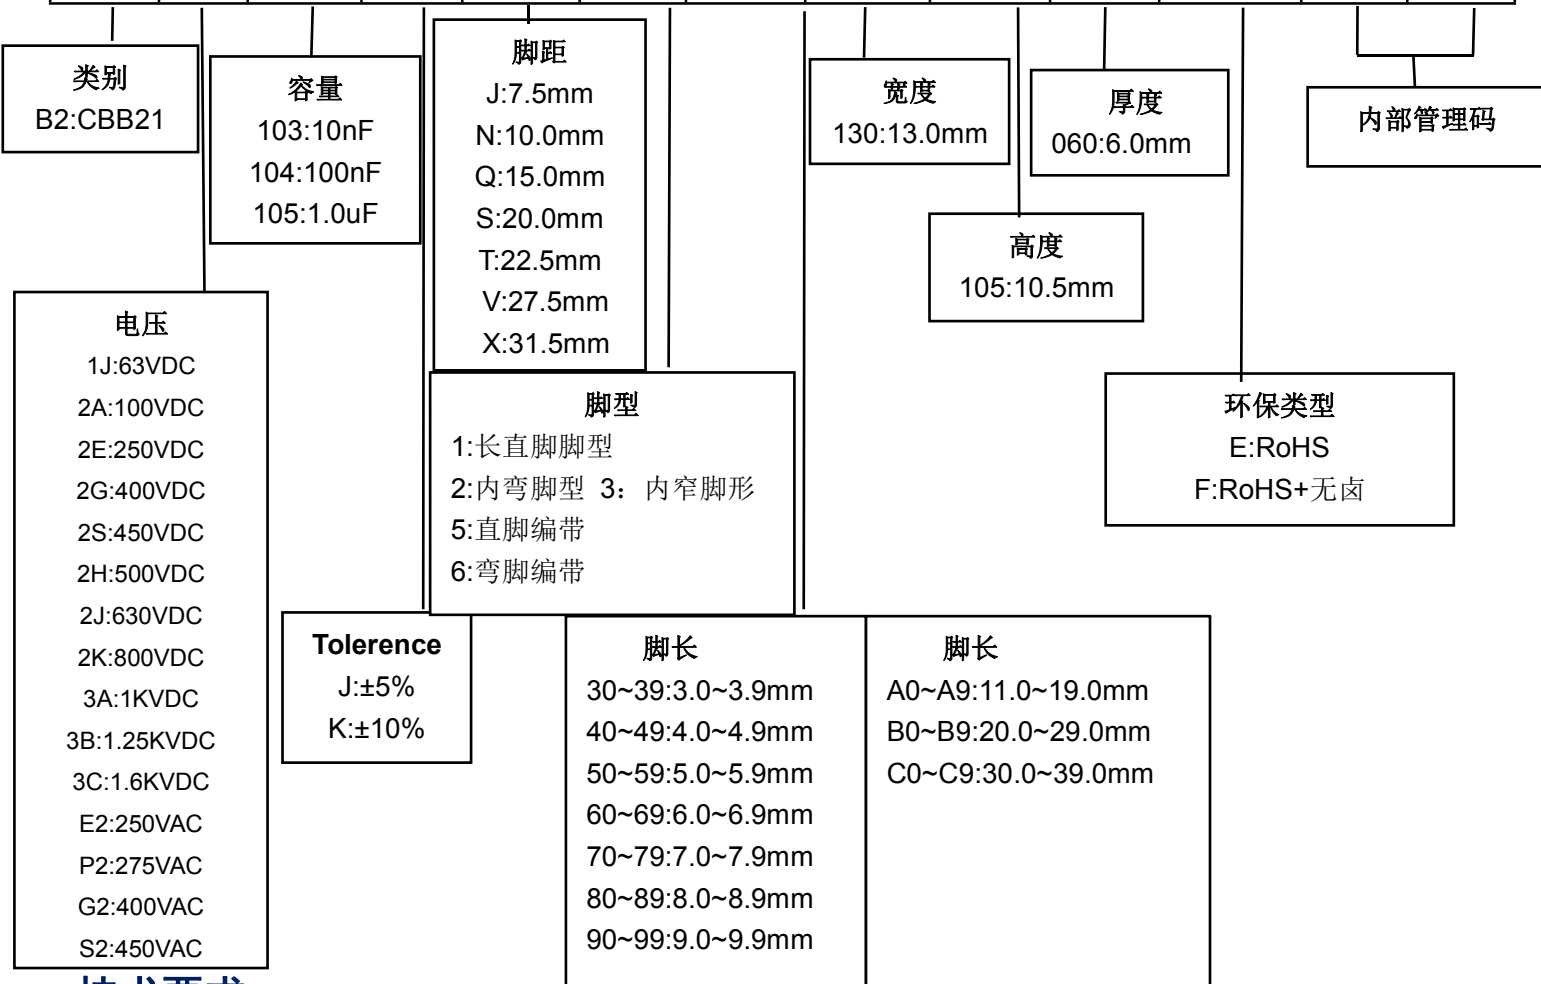 类别
B2:CBB21
容量
103:10nF
104:100nF
105:1.0uF
脚距
J:7.5mm
N:10.0mm
Q:15.0mm
S:20.0mm
T:22.5mm
V:27.5mm
X:31.5mm
宽度
130:13.0mm
厚度
060:6.0mm
内部管理码
高度
105:10.5mm
电压
1J:63VDC
2A:100VDC
2E:250VDC
2G:400VDC
2S:450VDC
2H:500VDC
2J:630VDC
2K:800VDC
3A:1KVDC
3B:1.25KVDC
3C:1.6KVDC
E2:250VAC
P2:275VAC
G2:400VAC
S2:450VAC
脚型
1:长直脚脚型
2:内弯脚型 3：内窄脚形
5:直脚编带
6:弯脚编带
环保类型
E:RoHS
F:RoHS+无卤
Tolerence
J:±5%
K:±10%
脚长
30~39:3.0~3.9mm
40~49:4.0~4.9mm
50~59:5.0~5.9mm
60~69:6.0~6.9mm
70~79:7.0~7.9mm
80~89:8.0~8.9mm
90~99:9.0~9.9mm
脚长
A0~A9:11.0~19.0mm
B0~B9:20.0~29.0mm
C0~C9:30.0~39.0mm